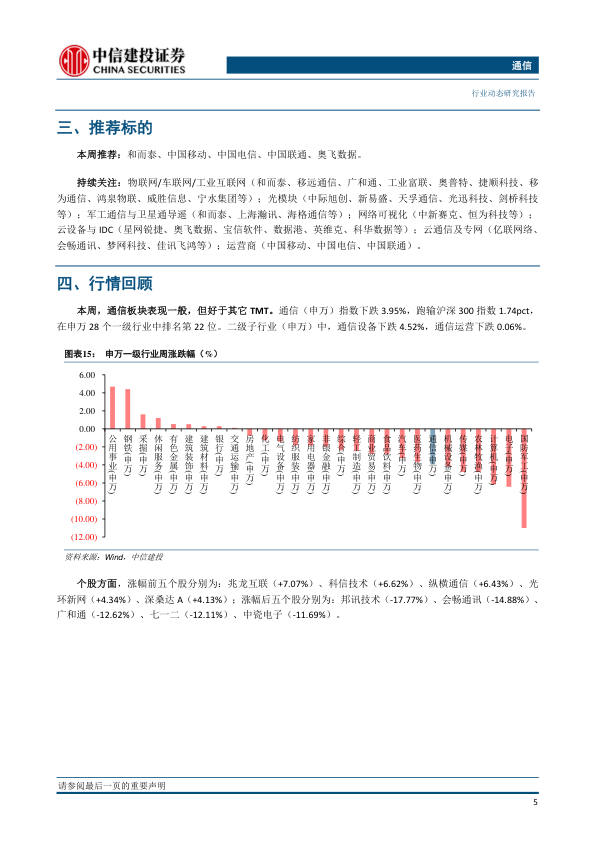 中信建投证券
CHINA SECURITIES
通信
行业动态研究报告
三、推荐标的
本周推荐：和而泰、中国移动、中国电信、中国联通、奥飞数据。
持续关注：物联网/车联网/工业互联网（和而泰、移远通信、广和通、工业富联、奥普特、捷顺科技、移
为通信、鸿泉物联、威胜信息、宁水集团等）；光模块（中际旭创、新易盛、天孚通信、光迅科技、剑桥科技
等）；军工通信与卫星通导遥（和而泰、上海瀚讯、海格通信等）；网络可视化（中新赛克、恒为科技等）；
云设备与 IDC（星网锐捷、奥飞数据、宝信软件、数据港、英维克、科华数据等）；云通信及专网（亿联网络、
会畅通讯、梦网科技、佳讯飞鸿等）；运营商（中国移动、中国电信、中国联通）。
四、行情回顾
本周，通信板块表现一般，但好于其它 TMT。通信（申万）指数下跌 3.95%，跑输沪深 300 指数 1.74pct，
在申万 28 个一级行业中排名第 22 位。二级子行业（申万）中，通信设备下跌 4.52%，通信运营下跌 0.06%。
图表15： 申万一级行业周涨跌幅（%）
6.00
4.00
2.00
0.00
(2.00)
(4.00)
(6.00)
(8.00)
(10.00)
(12.00)
公用事业(申万)
钢铁(申万)
采掘(申万)
休闲服务(申万)
有色金属(申万)
建筑装饰(申万)
建筑材料(申万)
银行(申万)
交通运输(申万)
房地产(申万)
化工(申万)
电气设备(申万)
纺织服装(申万)
家用电器(申万)
非银金融(申万)
综合(申万)
轻工制造(申万)
商业贸易(申万)
食品饮料(申万)
汽车(申万)
医药生物(申万)
通信(申万)
机械设备(申万)
传媒(申万)
农林牧渔(申万)
计算机(申万)
电子(申万)
国防军工(申万)
资料来源：Wind，中信建投
个股方面，涨幅前五个股分别为：兆龙互联（+7.07%）、科信技术（+6.62%）、纵横通信（+6.43%）、光
环新网（+4.34%）、深桑达 A（+4.13%）；涨幅后五个股分别为：邦讯技术（-17.77%）、会畅通讯（-14.88%）、
广和通（-12.62%）、七一二（-12.11%）、中瓷电子（-11.69%）。
请参阅最后一页的重要声明
5